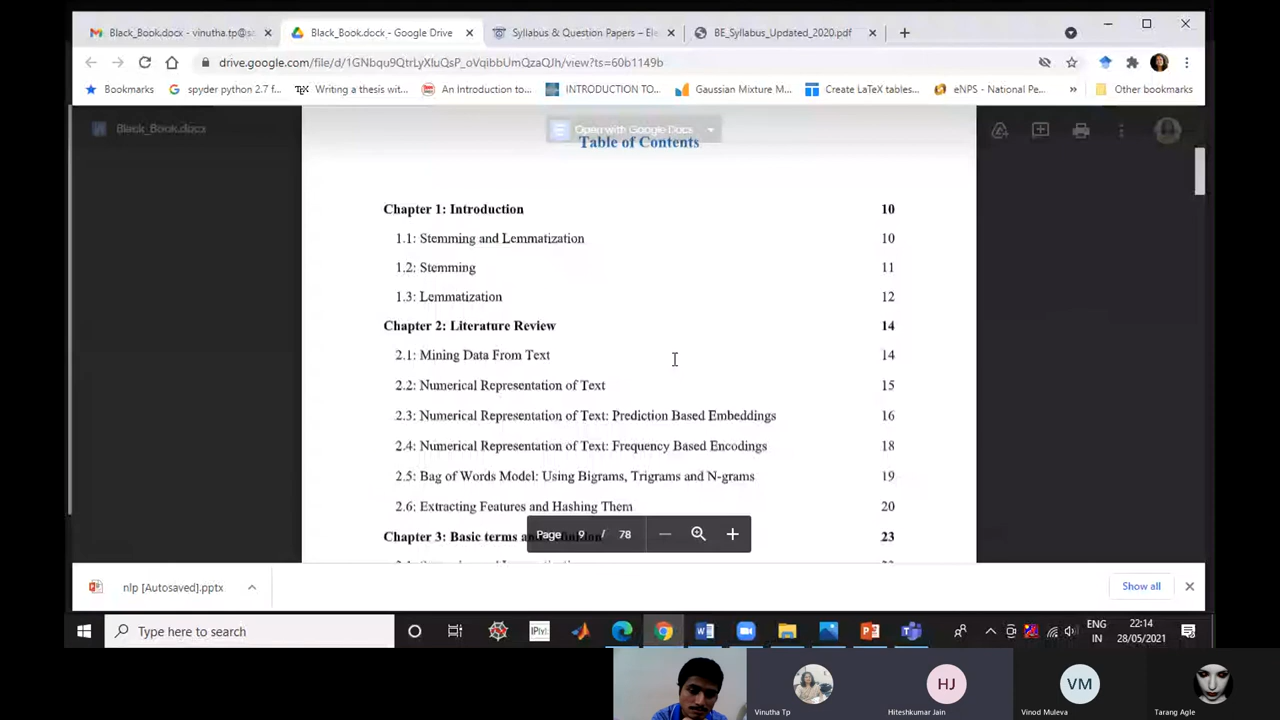 Black_Book.docx - vinutha.tp@s
Black_Book.docx - Google Drive
Syllabus & Question Papers – Ele
BE_Syllabus_Updated_2020.pdf
drive.google.com/file/d/1GNbqu9QtrLyXluQsP_oVqibbUmQzaQJh/view?ts=60b1149b
Bookmarks
spyder python 2.7 f...
Writing a thesis wit...
An Introduction to...
INTRODUCTION TO...
Gaussian Mixture M...
Create LaTeX tables...
eNPS - National Pe...
»
Other bookmarks
Black_Book.docx
Open with Google Docs
Table of Contents
Chapter 1: Introduction 10
1.1: Stemming and Lemmatization 10
1.2: Stemming 11
1.3: Lemmatization 12
Chapter 2: Literature Review 14
2.1: Mining Data From Text 14
2.2: Numerical Representation of Text 15
2.3: Numerical Representation of Text: Prediction Based Embeddings 16
2.4: Numerical Representation of Text: Frequency Based Encodings 18
2.5: Bag of Words Model: Using Bigrams, Trigrams and N-grams 19
2.6: Extracting Features and Hashing Them 20
Chapter 3: Basic terms 23
Page 9 / 78
nlp [Autosaved].pptx
Show all
Type here to search
ENG
IN
22:14
28/05/2021
Vinutha Tp
HJ
Hiteshkumar Jain
VM
Vinod Muleva
Tarang Agle